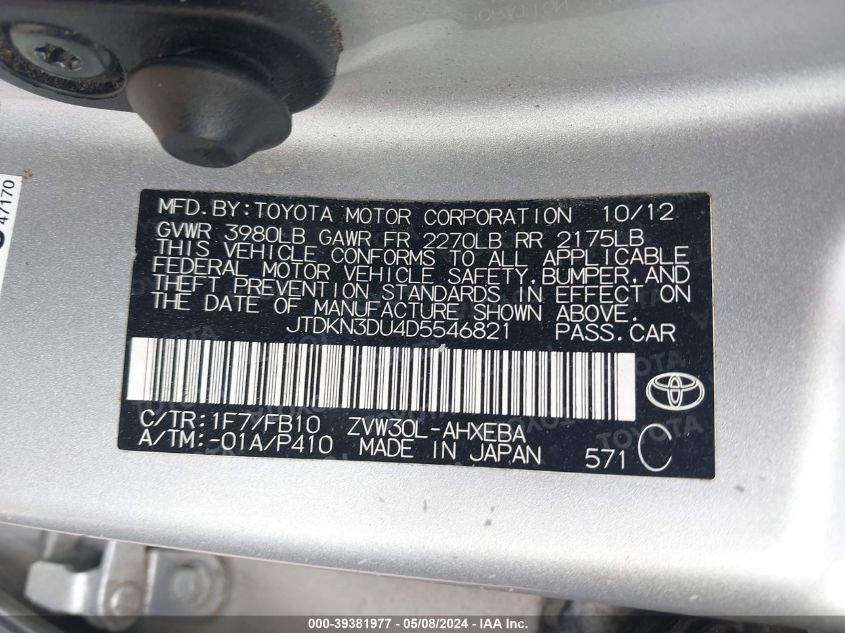 47170
MFD.BY:TOYOTA MOTOR CORPORATION 10/12
GVWR 3980LB GAWR FR 2270LB RR 2175LB
THIS VEHICLE CONFORMS TO ALL APPLICABLE
FEDERAL MOTOR VEHICLE SAFETY,BUMPER,AND
THEFT PREVENTION STANDARDS IN EFFECT ON
THE DATE OF MANUFACTURE SHOWN ABOVE.
JTDKN3DU4D5546821 PASS.CAR
C/TR:1F7/FB10 ZVW30L-AHXEBA
A/TM:-01A/P410 MADE IN JAPAN 571 C
000-39381977 - 05/08/2024 - IAA Inc.